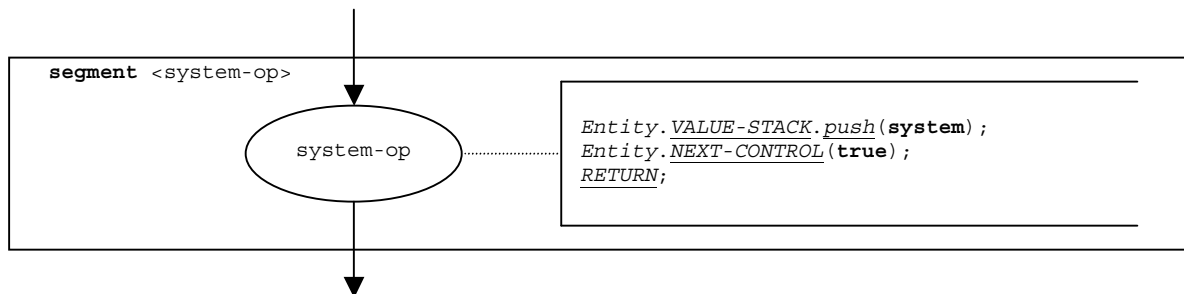 segment <system-op>
system-op
Entity.VALUE-STACK.push(system);
Entity.NEXT-CONTROL(true);
RETURN;